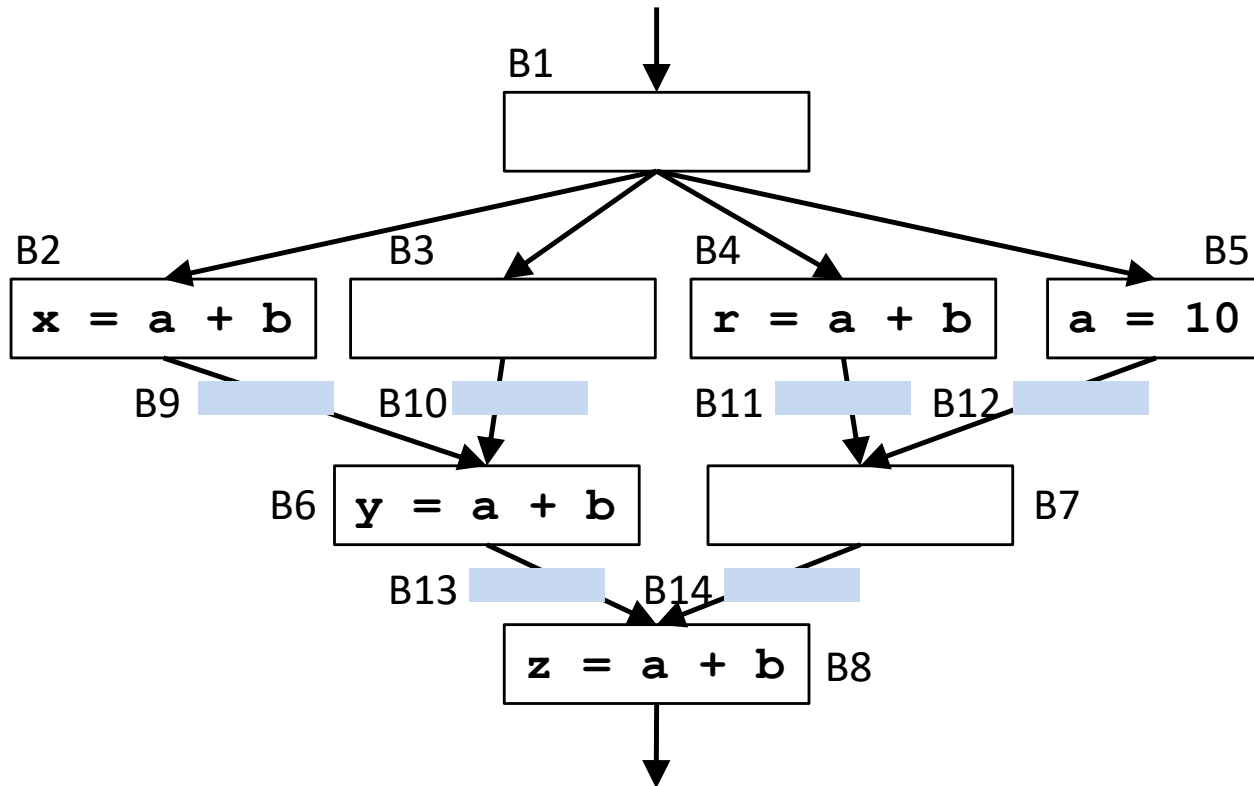 B1
B2
B3
B4
B5
x = a + b
r = a + b
a = 10
B9
B10
B11
B12
B6
y = a + b
B7
B13
B14
z = a + b
B8